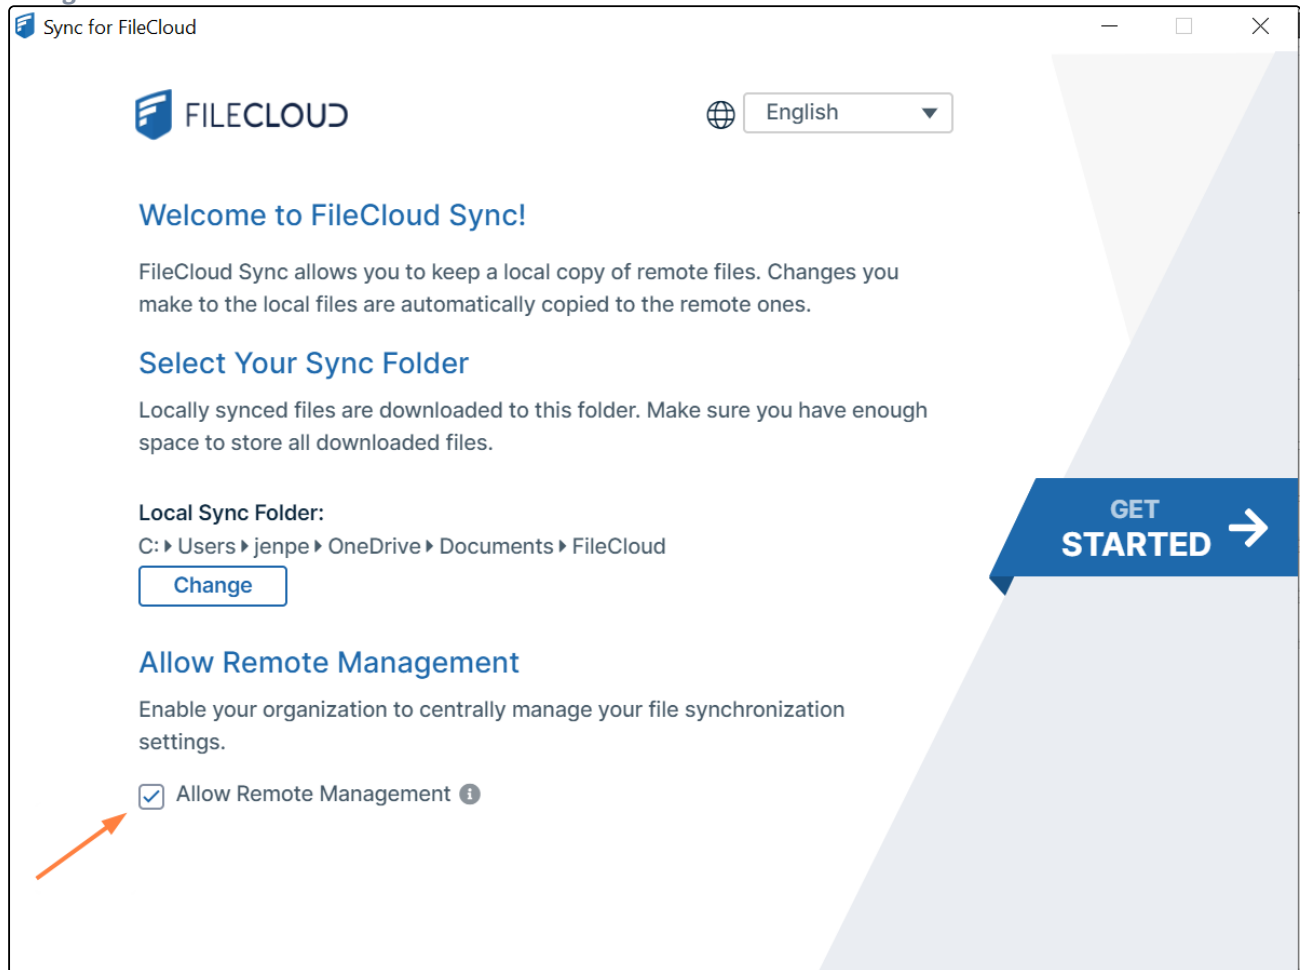 Sync for FileCloud
FILECLOUD
English
Welcome to FileCloud Sync!
FileCloud Sync allows you to keep a local copy of remote files. Changes you
make to the local files are automatically copied to the remote ones.
Select Your Sync Folder
Locally synced files are downloaded to this folder. Make sure you have enough
space to store all downloaded files.
Local Sync Folder:
C: Users jenpe OneDrive Documents FileCloud
Change
GET
STARTED
Allow Remote Management
Enable your organization to centrally manage your file synchronization
settings.
Allow Remote Management